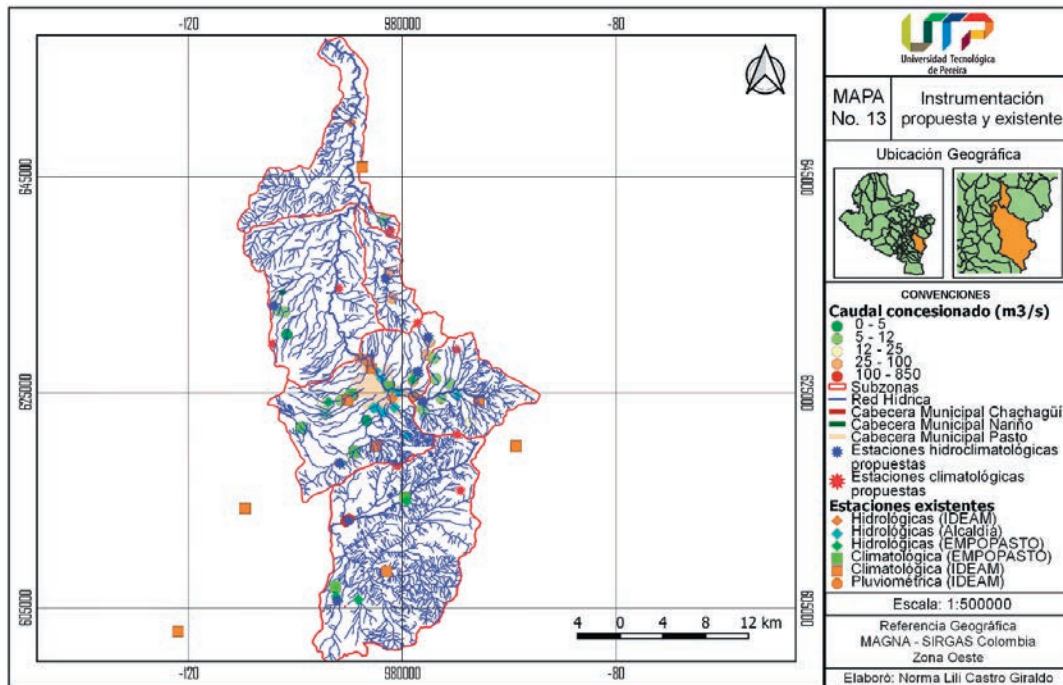 -120
980000
-80
645000
645000
625000
625000
605000
605000
4 0 4 8 12 km
-120
980000
-80
UTP
Universidad Tecnológica
de Pereira
MAPA
No. 13
Instrumentación
propuesta y existente
Ubicación Geográfica
CONVENCIONES
Caudal concesionado (m3/s)
0 - 5
5 - 12
12 - 25
25 - 100
100 - 850
Subzonas
Red Hídrica
Cabecera Municipal Chachagüí
Cabecera Municipal Nariño
Cabecera Municipal Pasto
Estaciones hidroclimatológicas
propuestas
Estaciones climatológicas
propuestas
Estaciones existentes
Hidrológicas (IDEAM)
Hidrológicas (Alcaldía)
Hidrológicas (EMPOPASTO)
Climatológica (EMPOPASTO)
Climatológica (IDEAM)
Pluviométrica (IDEAM)
Escala: 1:500000
Referencia Geográfica
MAGNA - SIRGAS Colombia
Zona Oeste
Elaboró: Norma Lili Castro Giraldo